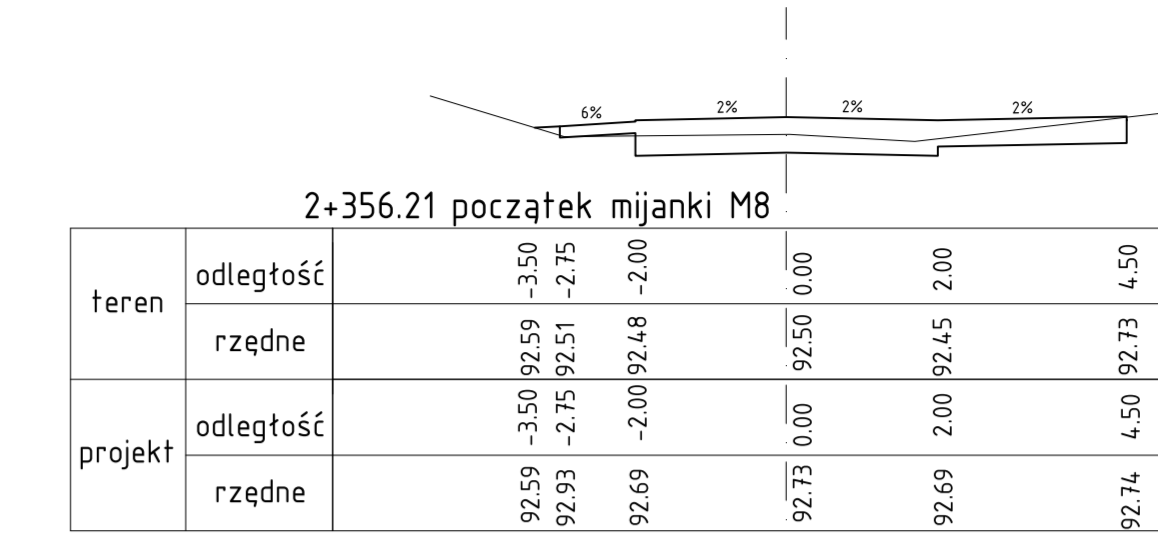 6% 2% 2% 2%
2+356.21 początek mijanki M8
teren
odległość -3.50 -2.75 -2.00 0.00 2.00 4.50
rzędne 92.59 92.51 92.48 92.50 92.45 92.73
projekt
odległość -3.50 -2.75 -2.00 0.00 2.00 4.50
rzędne 92.59 92.93 92.69 92.73 92.69 92.74